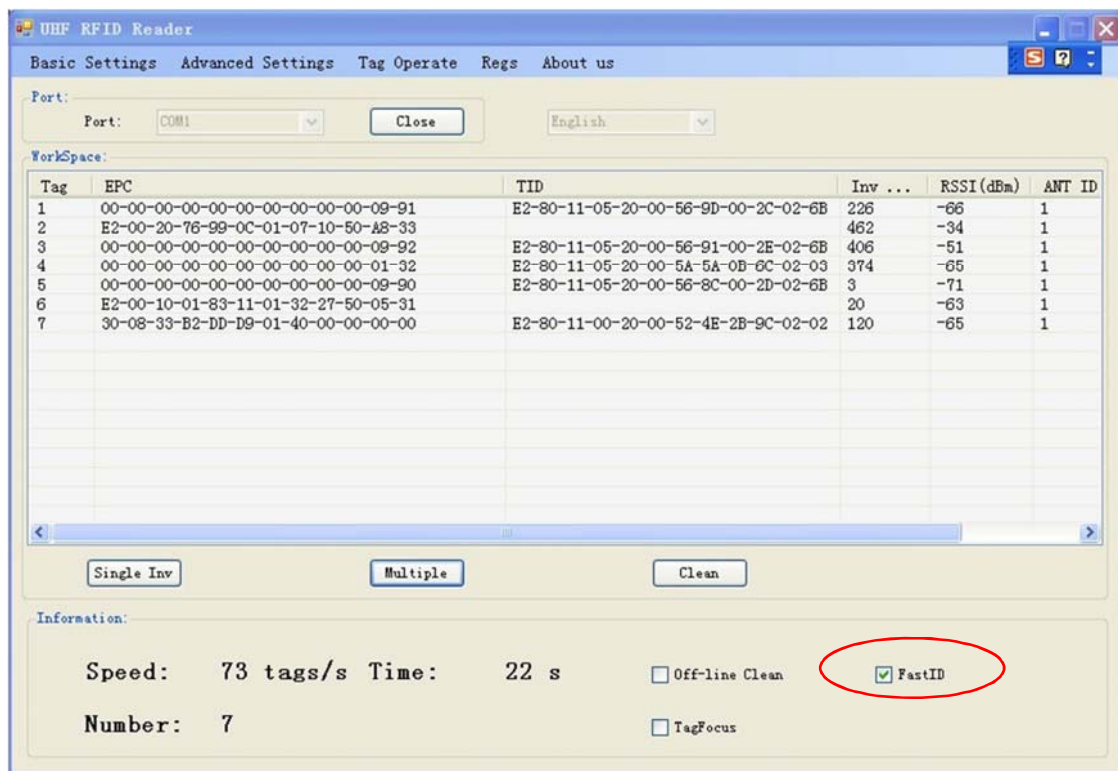 UHF RFID Reader
Basic Settings Advanced Settings Tag Operate Regs About us
Port:
Port: COM1 Close English
WorkSpace:
Tag EPC TID Inv ... RSSI(dBm) ANT ID
1 00-00-00-00-00-00-00-00-00-00-09-91 E2-80-11-05-20-00-56-9D-00-2C-02-6B 226 -66 1
2 E2-00-20-76-99-0C-01-07-10-50-A8-33 462 -34 1
3 00-00-00-00-00-00-00-00-00-00-09-92 E2-80-11-05-20-00-56-91-00-2E-02-6B 406 -51 1
4 00-00-00-00-00-00-00-00-00-00-01-32 E2-80-11-05-20-00-5A-5A-0B-6C-02-03 374 -65 1
5 00-00-00-00-00-00-00-00-00-00-09-90 E2-80-11-05-20-00-56-8C-00-2D-02-6B 3 -71 1
6 E2-00-10-01-83-11-01-32-27-50-05-31 20 -63 1
7 30-08-33-B2-DD-D9-01-40-00-00-00-00 E2-80-11-00-20-00-52-4E-2B-9C-02-02 120 -65 1
Single Inv Multiple Clean
Information:
Speed: 73 tags/s Time: 22 s Off-line Clean FastID
Number: 7 TagFocus